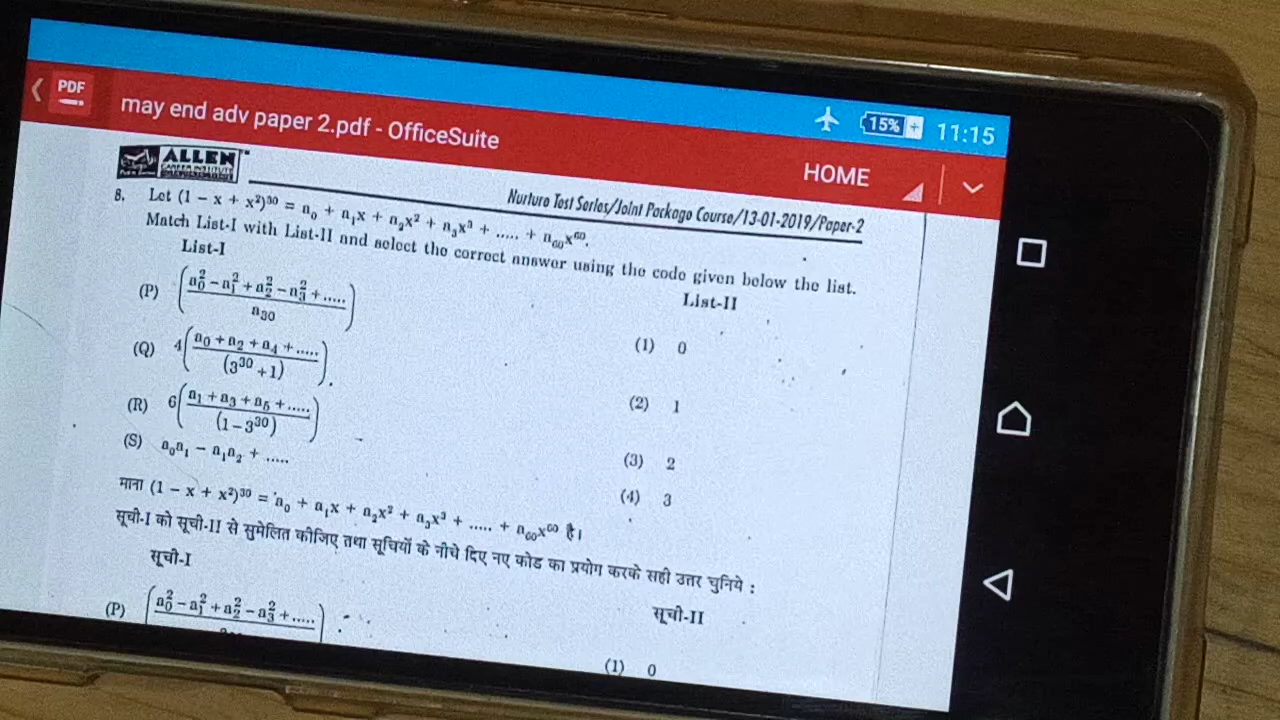 PDF
may end adv paper 2.pdf - OfficeSuite
15%
11:15
HOME
ALLEN
CAREER INSTITUTE
Nurture Test Series/Joint Package Course/13-01-2019/Paper-2
8. Let (1 – x + x²)³⁰ = a₀ + a₁x + a₂x² + a₃x³ + ..... + a₆₀x⁶⁰.
Match List-I with List-II and select the correct answer using the code given below the list.
List-I
List-II
(P) ((a₀² – a₁² + a₂² – a₃² + .....)/a₃₀)
(1) 0
(Q) 4((a₀ + a₂ + a₄ + .....)/(3³⁰ + 1)).
(2) 1
(R) 6((a₁ + a₃ + a₅ + .....)/(1 – 3³⁰))
(3) 2
(S) a₀a₁ – a₁a₂ + .....
(4) 3
माना (1 – x + x²)³⁰ = a₀ + a₁x + a₂x² + a₃x³ + ..... + a₆₀x⁶⁰ है।
सूची-I को सूची-II से सुमेलित कीजिए तथा सूचियों के नीचे दिए गए कोड का प्रयोग करके सही उत्तर चुनिये :
सूची-I
सूची-II
(P) (a₀² – a₁² + a₂² – a₃² + .....)
(1) 0